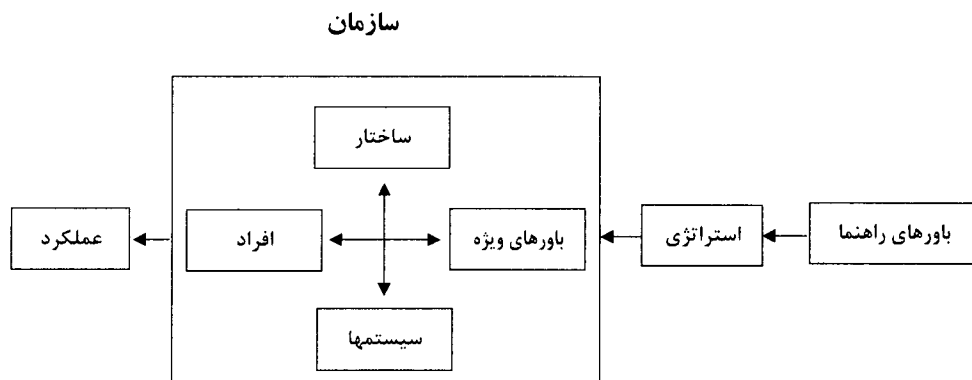 سازمان
ساختار
باورهای راهنما
استراتژی
باورهای ویژه
افراد
عملکرد
سیستمها